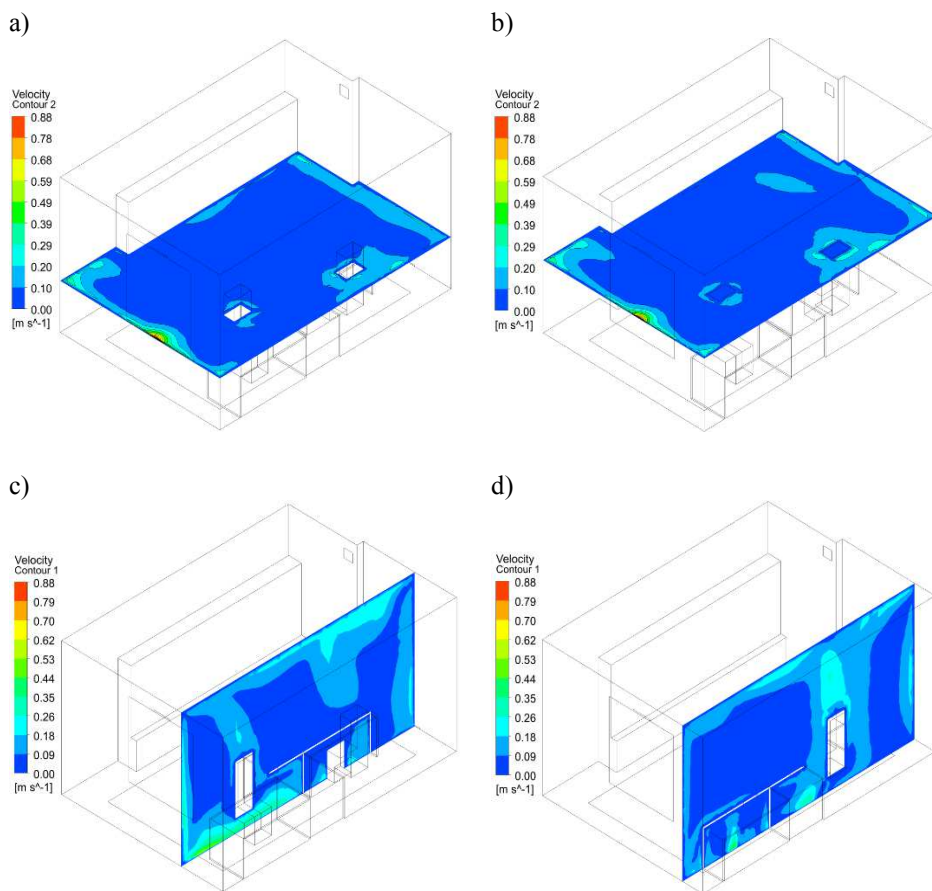 a)
b)
Velocity
Contour 2
0.88
0.78
0.68
0.59
0.49
0.39
0.29
0.20
0.10
0.00
[m s^-1]
Velocity
Contour 2
0.88
0.78
0.68
0.59
0.49
0.39
0.29
0.20
0.10
0.00
[m s^-1]
c)
d)
Velocity
Contour 1
0.88
0.79
0.70
0.62
0.53
0.44
0.35
0.26
0.18
0.09
0.00
[m s^-1]
Velocity
Contour 1
0.88
0.79
0.70
0.62
0.53
0.44
0.35
0.26
0.18
0.09
0.00
[m s^-1]